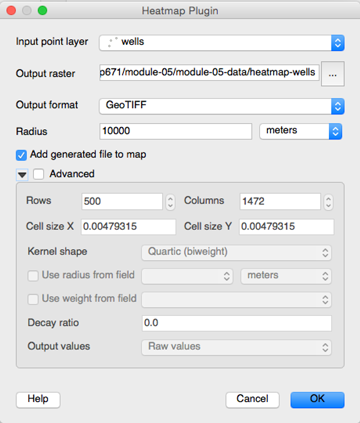 Heatmap Plugin
Input point layer wells
Output raster p671/module-05/module-05-data/heatmap-wells ...
Output format GeoTIFF
Radius 10000 meters
Add generated file to map
Advanced
Rows 500 Columns 1472
Cell size X 0.00479315 Cell size Y 0.00479315
Kernel shape Quartic (biweight)
Use radius from field meters
Use weight from field
Decay ratio 0.0
Output values Raw values
Help Cancel OK